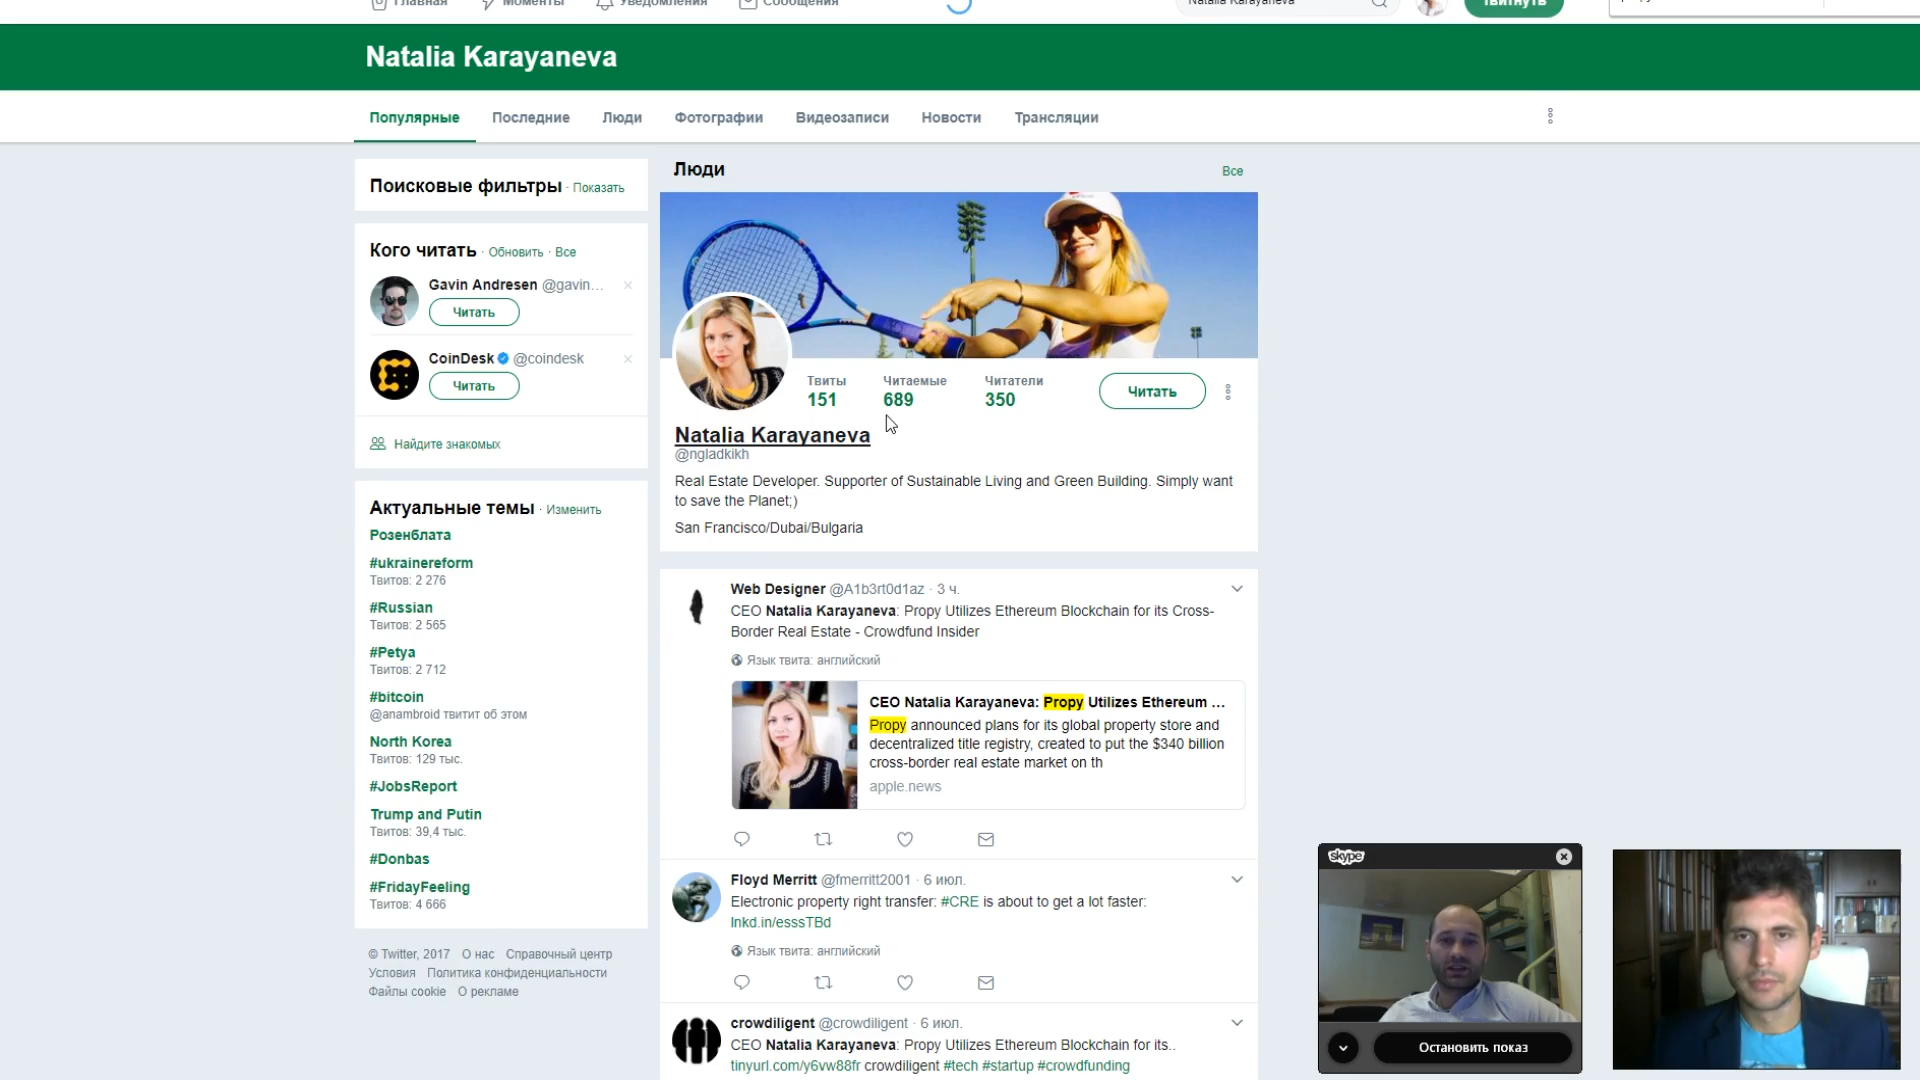 Главная Моменты Уведомления Сообщения Natalia Karayaneva Твитнуть
Natalia Karayaneva
Популярные Последние Люди Фотографии Видеозаписи Новости Трансляции
Поисковые фильтры · Показать
Кого читать · Обновить · Все
Gavin Andresen @gavin...
Читать
CoinDesk @coindesk
Читать
Найдите знакомых
Актуальные темы · Изменить
Розенблата
#ukrainereform
Твитов: 2 276
#Russian
Твитов: 2 565
#Petya
Твитов: 2 712
#bitcoin
@anambroid твитит об этом
North Korea
Твитов: 129 тыс.
#JobsReport
Trump and Putin
Твитов: 39,4 тыс.
#Donbas
#FridayFeeling
Твитов: 4 666
© Twitter, 2017 О нас Справочный центр
Условия Политика конфиденциальности
Файлы cookie О рекламе
Люди Все
Твиты Читаемые Читатели
151 689 350
Читать
Natalia Karayaneva
@ngladkikh
Real Estate Developer. Supporter of Sustainable Living and Green Building. Simply want
to save the Planet;)
San Francisco/Dubai/Bulgaria
Web Designer @A1b3rt0d1az · 3 ч.
CEO Natalia Karayaneva: Propy Utilizes Ethereum Blockchain for its Cross-
Border Real Estate - Crowdfund Insider
Язык твита: английский
CEO Natalia Karayaneva: Propy Utilizes Ethereum ...
Propy announced plans for its global property store and
decentralized title registry, created to put the $340 billion
cross-border real estate market on th
apple.news
Floyd Merritt @fmerritt2001 · 6 июл.
Electronic property right transfer: #CRE is about to get a lot faster:
lnkd.in/esssTBd
Язык твита: английский
crowdiligent @crowdiligent · 6 июл.
CEO Natalia Karayaneva: Propy Utilizes Ethereum Blockchain for its..
tinyurl.com/y6vw88fr crowdiligent #tech #startup #crowdfunding
skype
Остановить показ